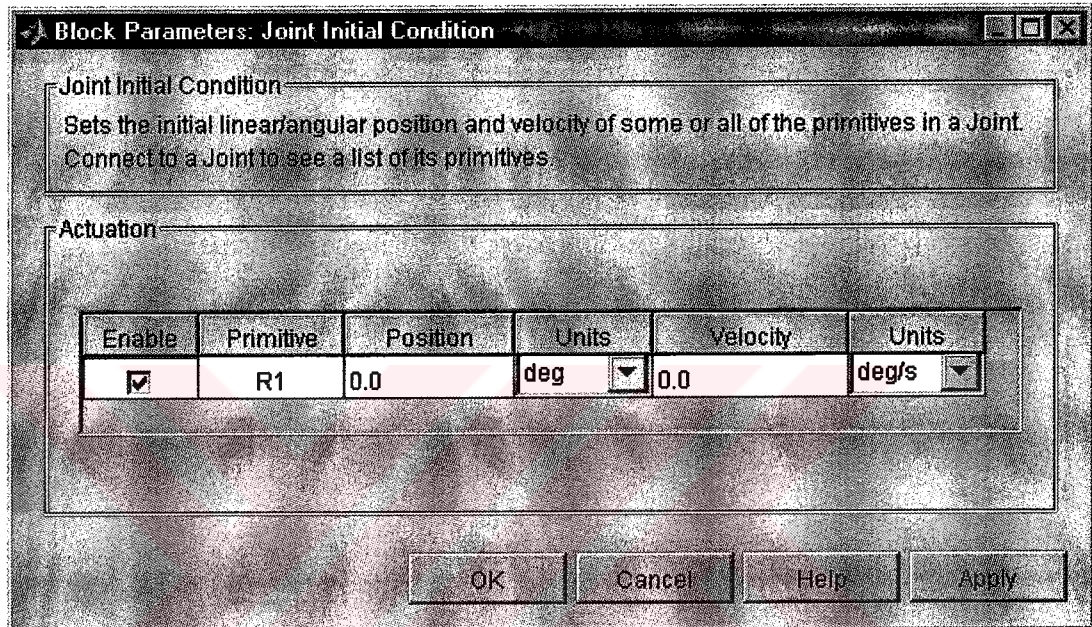 Block Parameters: Joint Initial Condition
Joint Initial Condition
Sets the initial linear/angular position and velocity of some or all of the primitives in a Joint.
Connect to a Joint to see a list of its primitives.
Actuation
Enable Primitive Position Units Velocity Units
R1 0.0 deg 0.0 deg/s
OK Cancel Help Apply